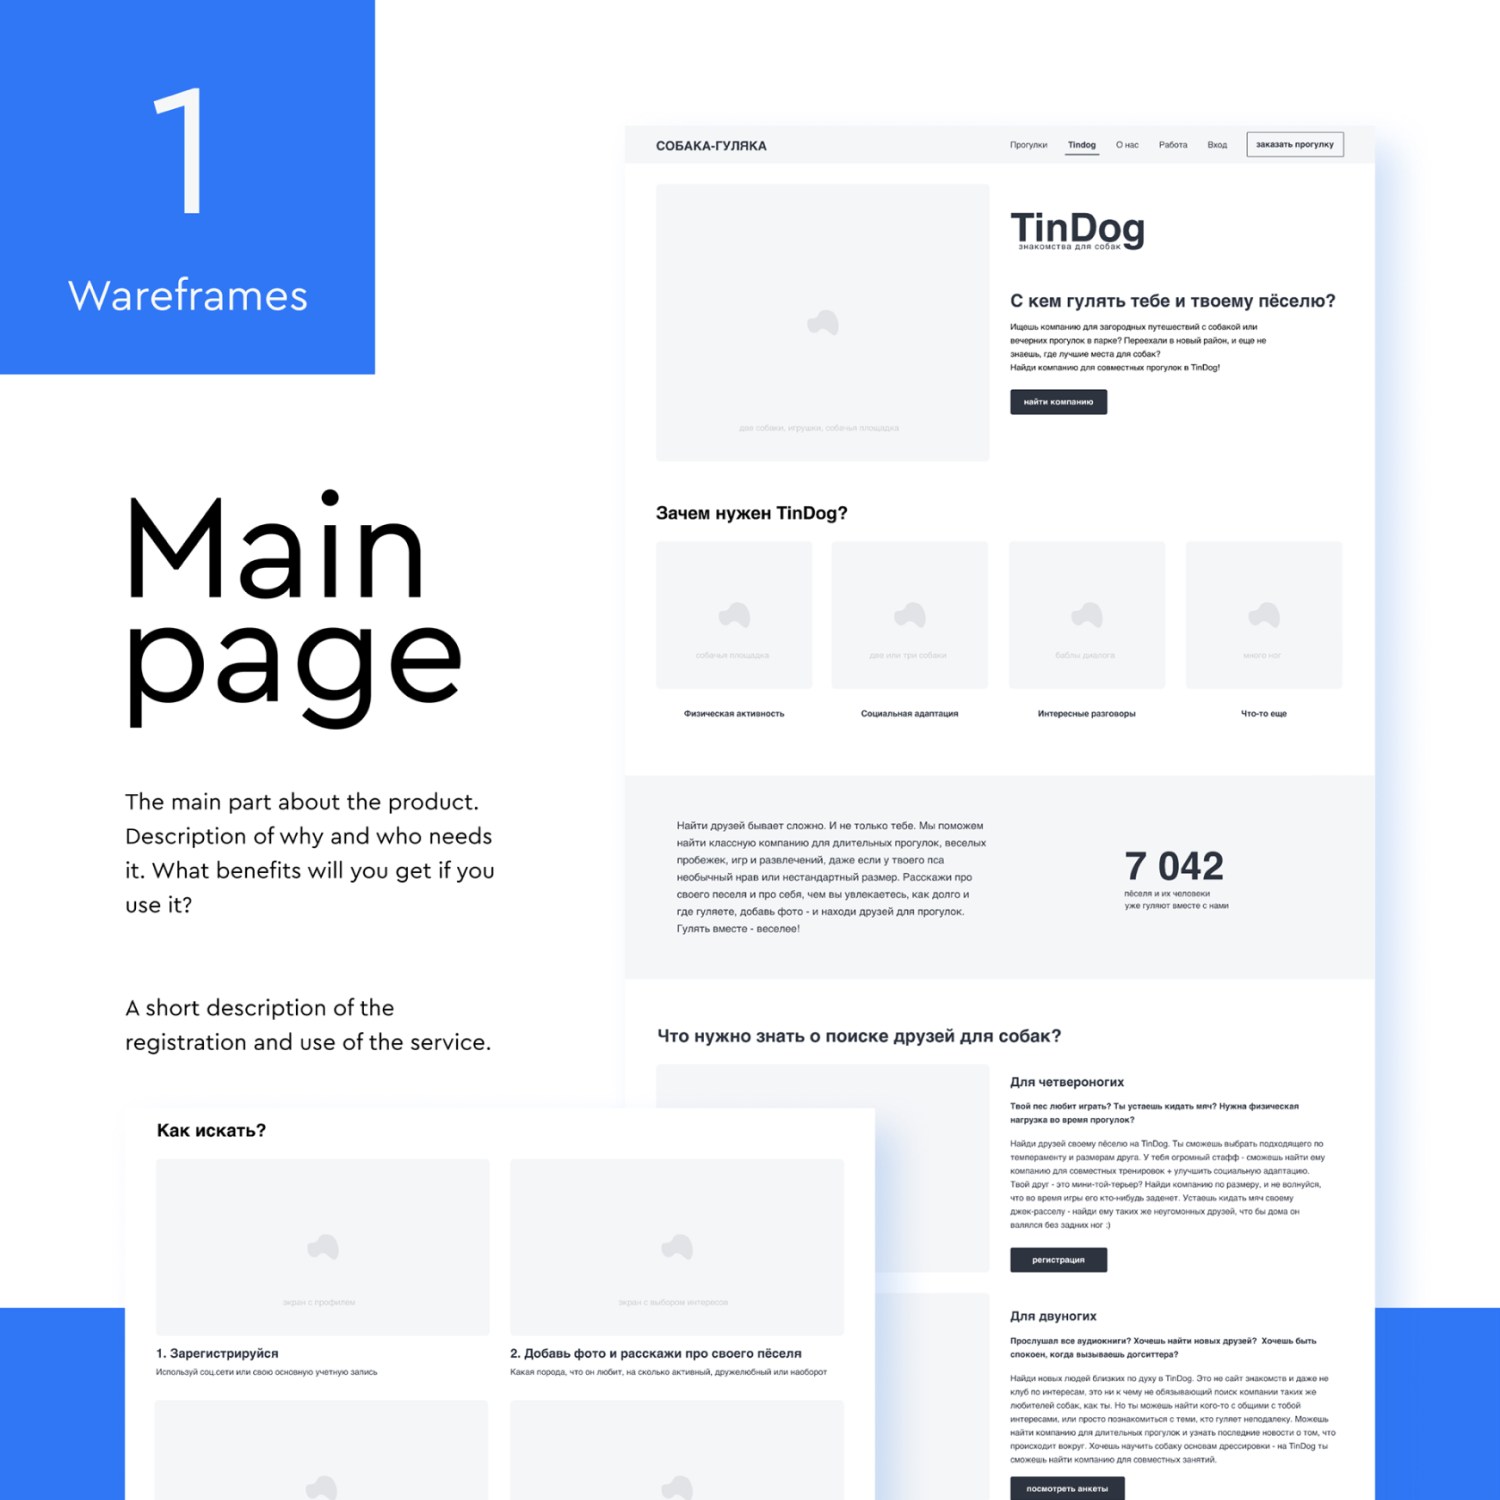 1
Wareframes
Main
page
The main part about the product.
Description of why and who needs
it. What benefits will you get if you
use it?
A short description of the
registration and use of the service.
СОБАКА-ГУЛЯКА
Прогулки Tindog О нас Работа Вход заказать прогулку
две собаки, игрушки, собачья площадка
TinDog
знакомства для собак
С кем гулять тебе и твоему пёселю?
Ищешь компанию для загородных путешествий с собакой или
вечерних прогулок в парке? Переехали в новый район, и еще не
знаешь, где лучшие места для собак?
Найди компанию для совместных прогулок в TinDog!
найти компанию
Зачем нужен TinDog?
собачья площадка
две или три собаки
баблы диалога
много ног
Физическая активность
Социальная адаптация
Интересные разговоры
Что-то еще
Найти друзей бывает сложно. И не только тебе. Мы поможем
найти классную компанию для длительных прогулок, веселых
пробежек, игр и развлечений, даже если у твоего пса
необычный нрав или нестандартный размер. Расскажи про
своего песеля и про себя, чем вы увлекаетесь, как долго и
где гуляете, добавь фото - и находи друзей для прогулок.
Гулять вместе - веселее!
7 042
пёселя и их человеки
уже гуляют вместе с нами
Что нужно знать о поиске друзей для собак?
Для четвероногих
Твой пес любит играть? Ты устаешь кидать мяч? Нужна физическая
нагрузка во время прогулок?
Найди друзей своему пёселю на TinDog. Ты сможешь выбрать подходящего по
темпераменту и размерам друга. У тебя огромный стафф - сможешь найти ему
компанию для совместных тренировок + улучшить социальную адаптацию.
Твой друг - это мини-той-терьер? Найди компанию по размеру, и не волнуйся,
что во время игры его кто-нибудь заденет. Устаешь кидать мяч своему
джек-расселу - найди ему таких же неугомонных друзей, что бы дома он
валялся без задних ног :)
регистрация
Для двуногих
Прослушал все аудиокниги? Хочешь найти новых друзей? Хочешь быть
спокоен, когда вызываешь догситтера?
Найди новых людей близких по духу в TinDog. Это не сайт знакомств и даже не
клуб по интересам, это ни к чему не обязывающий поиск компании таких же
любителей собак, как ты. Но ты можешь найти кого-то с общими с тобой
интересами, или просто познакомиться с теми, кто гуляет неподалеку. Можешь
найти компанию для длительных прогулок и узнать последние новости о том, что
происходит вокруг. Хочешь научить собаку основам дрессировки - на TinDog ты
сможешь найти компанию для совместных занятий.
посмотреть анкеты
Как искать?
экран с профилем
экран с выбором интересов
1. Зарегистрируйся
Используй соц.сети или свою основную учетную запись
2. Добавь фото и расскажи про своего пёселя
Какая порода, что он любит, на сколько активный, дружелюбный или наоборот